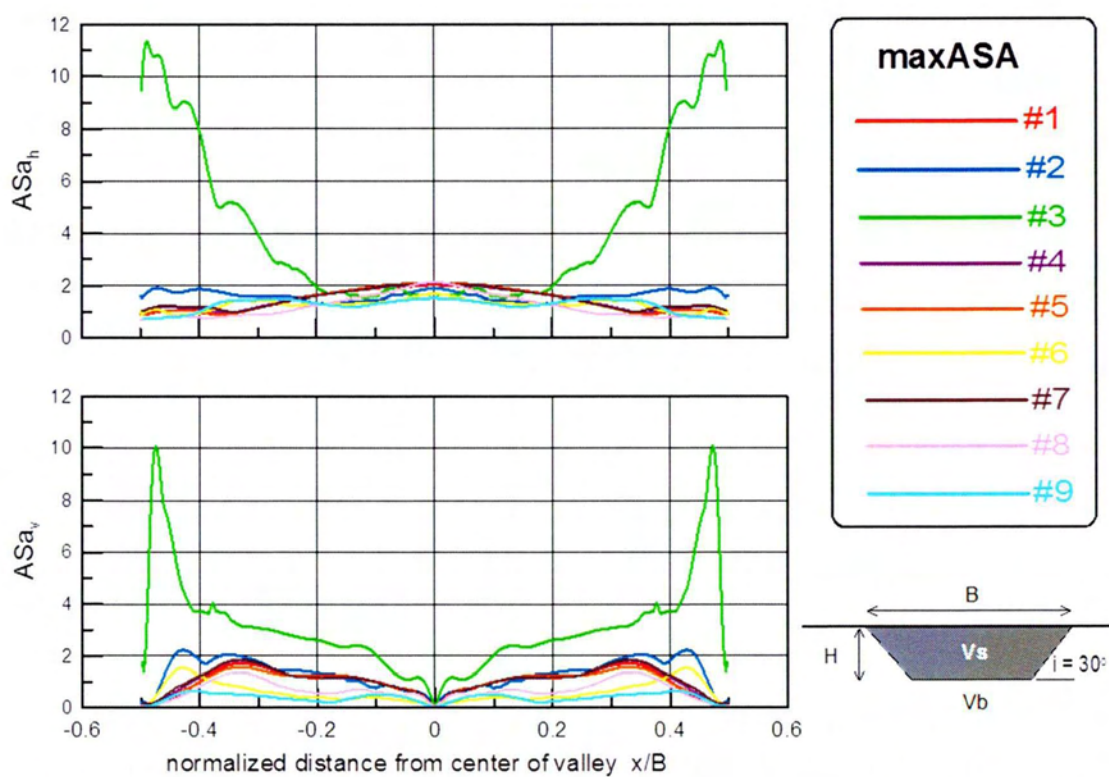 12
10
8
6
4
2
0
ASa_h
12
10
8
6
4
2
0
ASa_v
-0.6 -0.4 -0.2 0 0.2 0.4 0.6
normalized distance from center of valley x/B
maxASA
#1
#2
#3
#4
#5
#6
#7
#8
#9
B
H
Vs
i = 30°
Vb